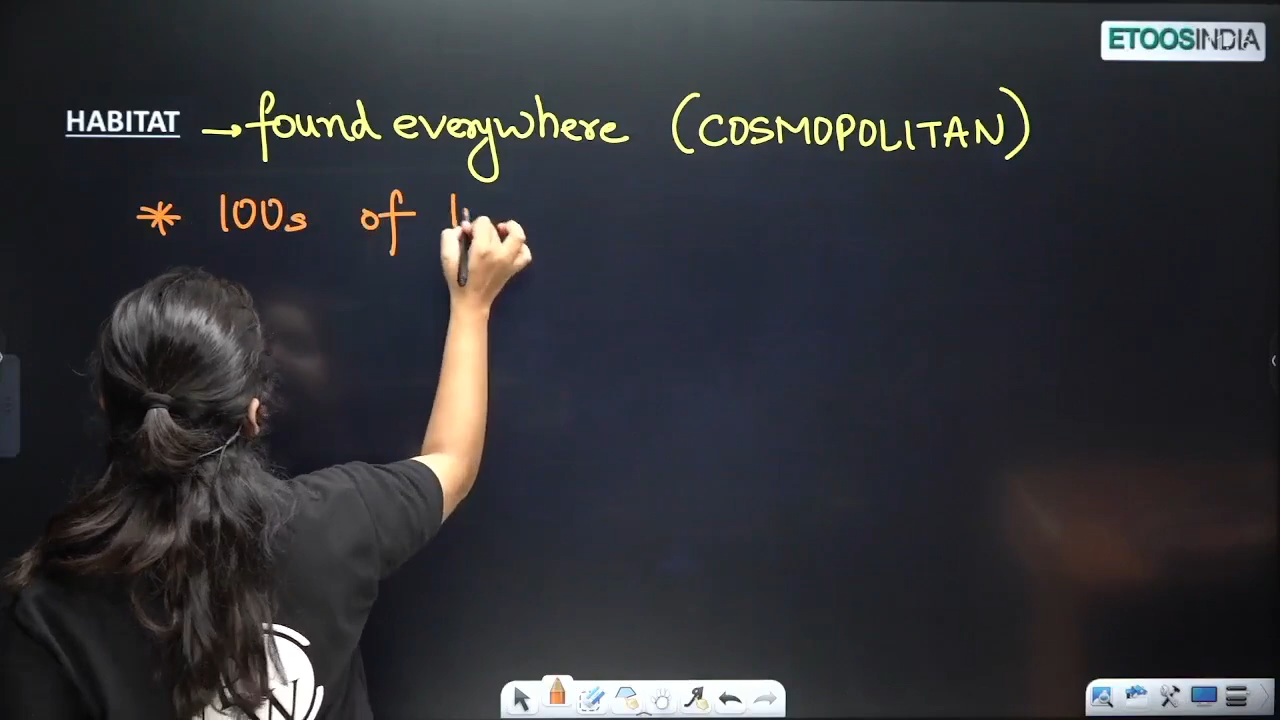 ETOOSINDIA
HABITAT → found everywhere (COSMOPOLITAN)
* 100s of